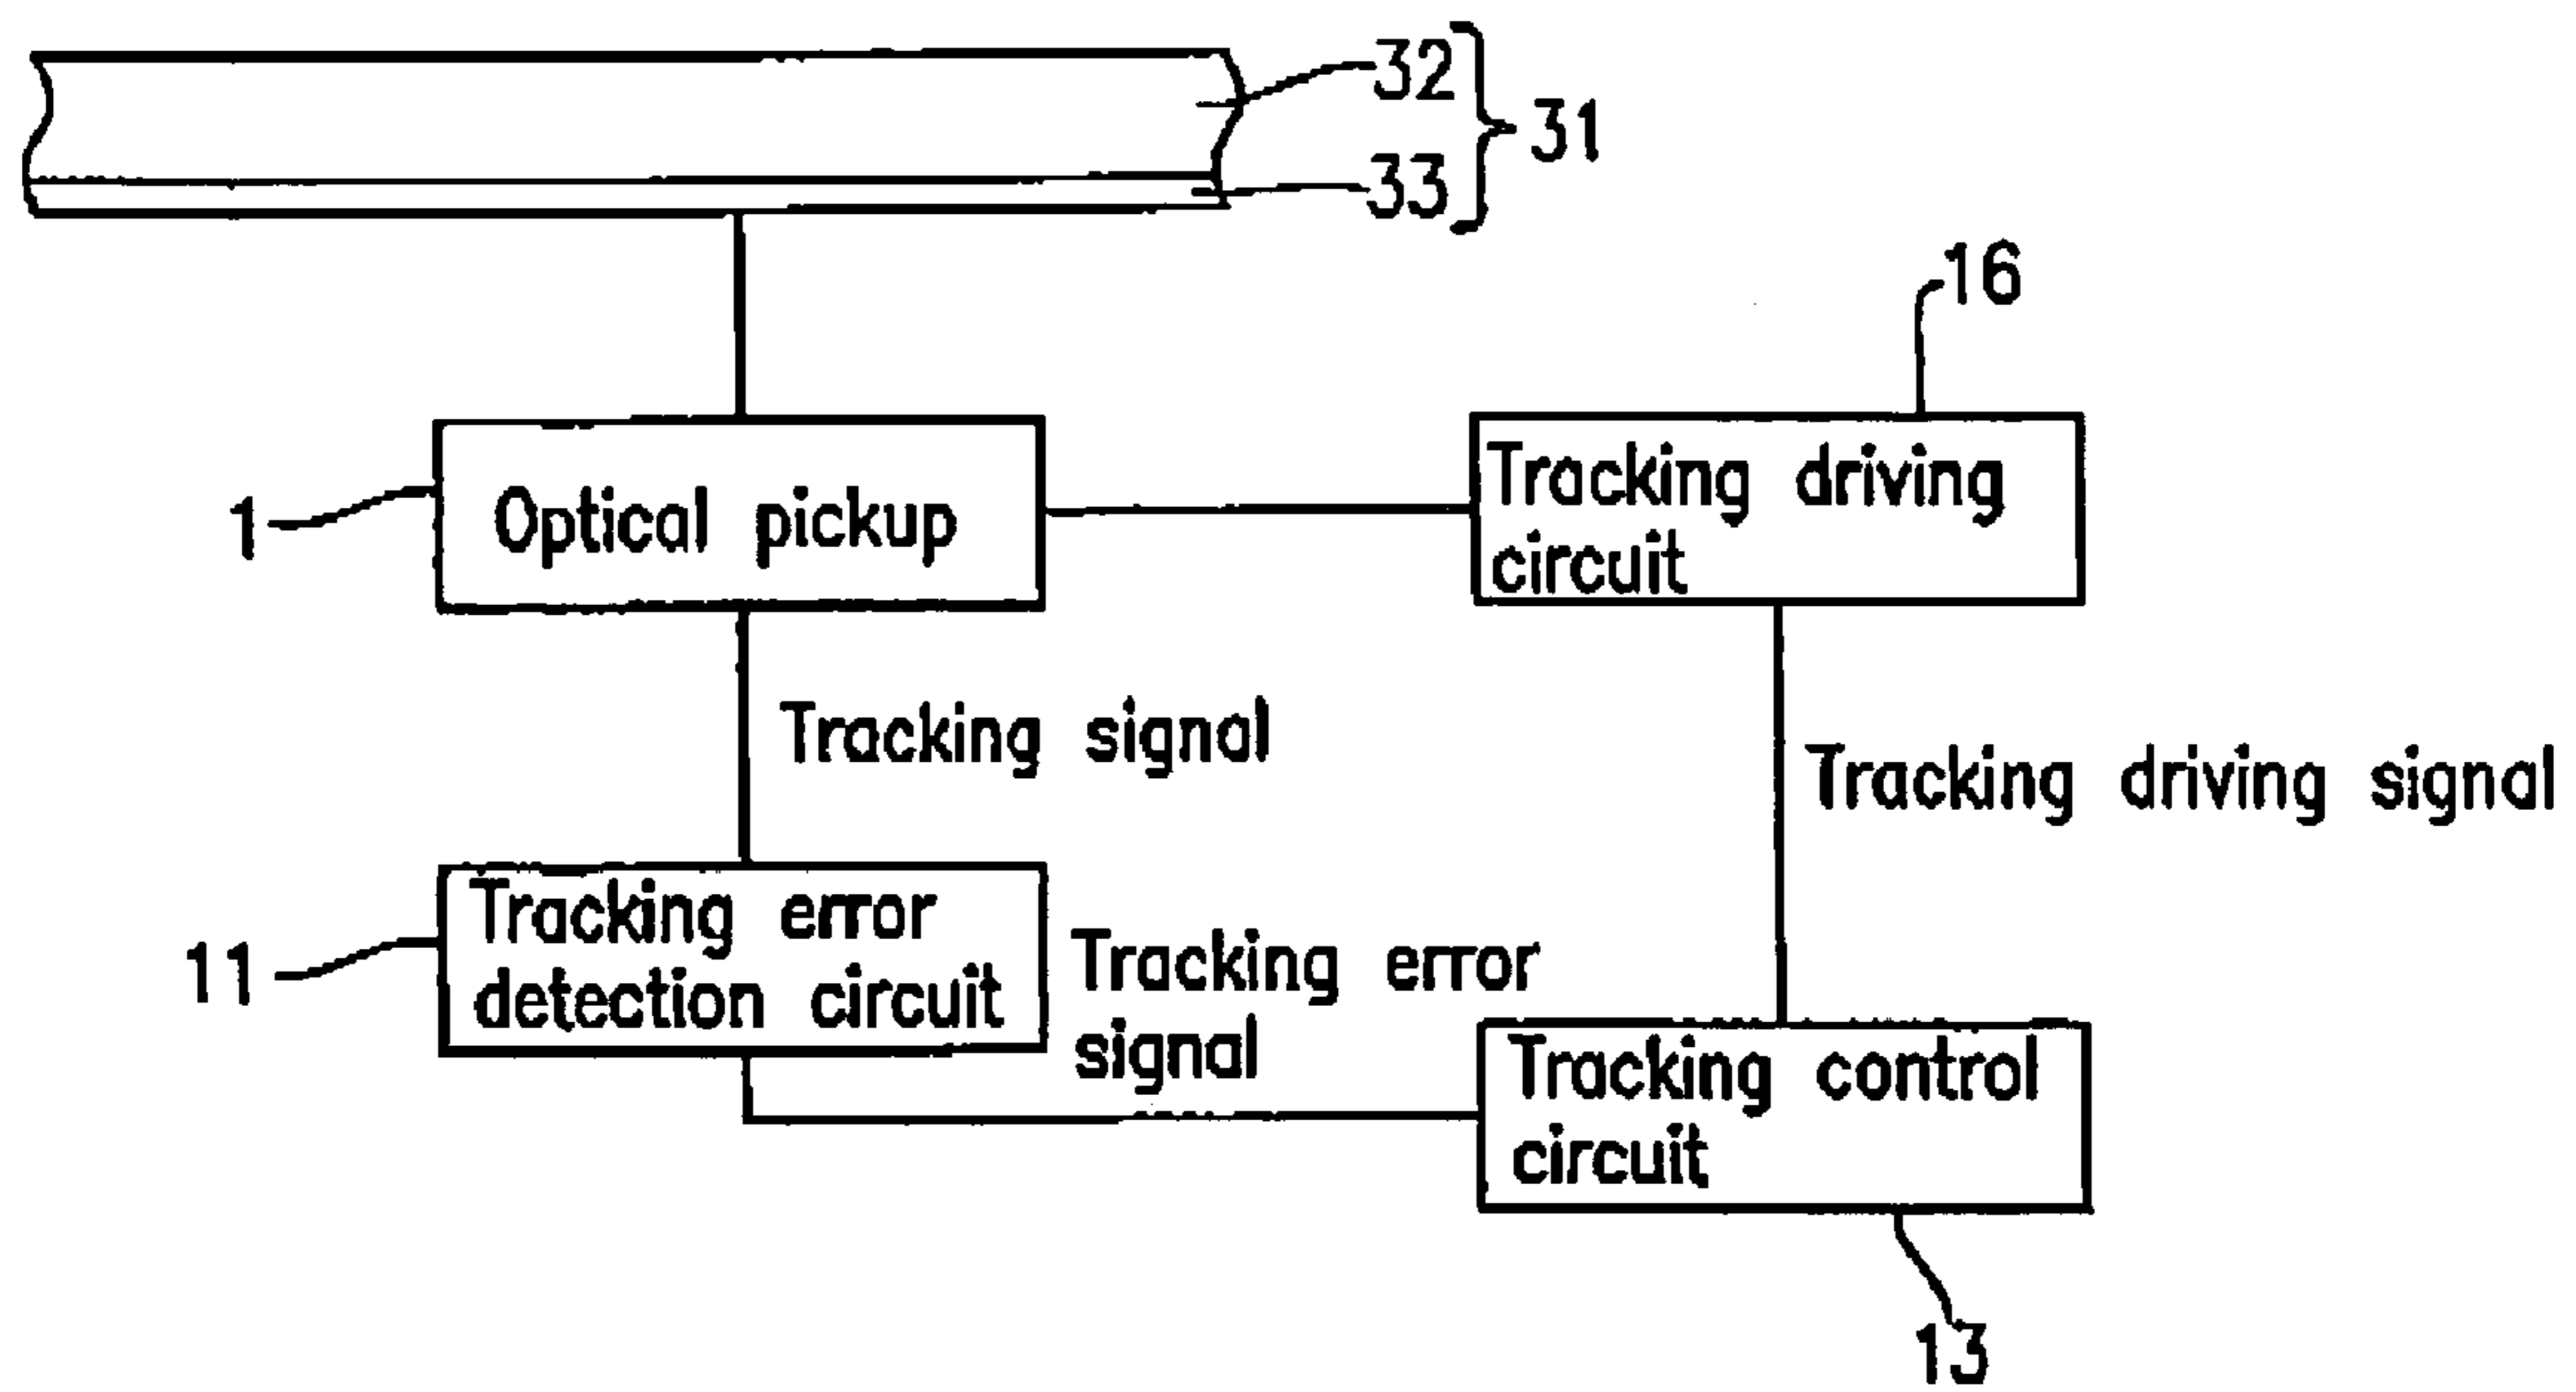 32
33
31
16
1
Optical pickup
Tracking driving
circuit
Tracking signal
Tracking driving signal
11
Tracking error
detection circuit
Tracking error
signal
Tracking control
circuit
13